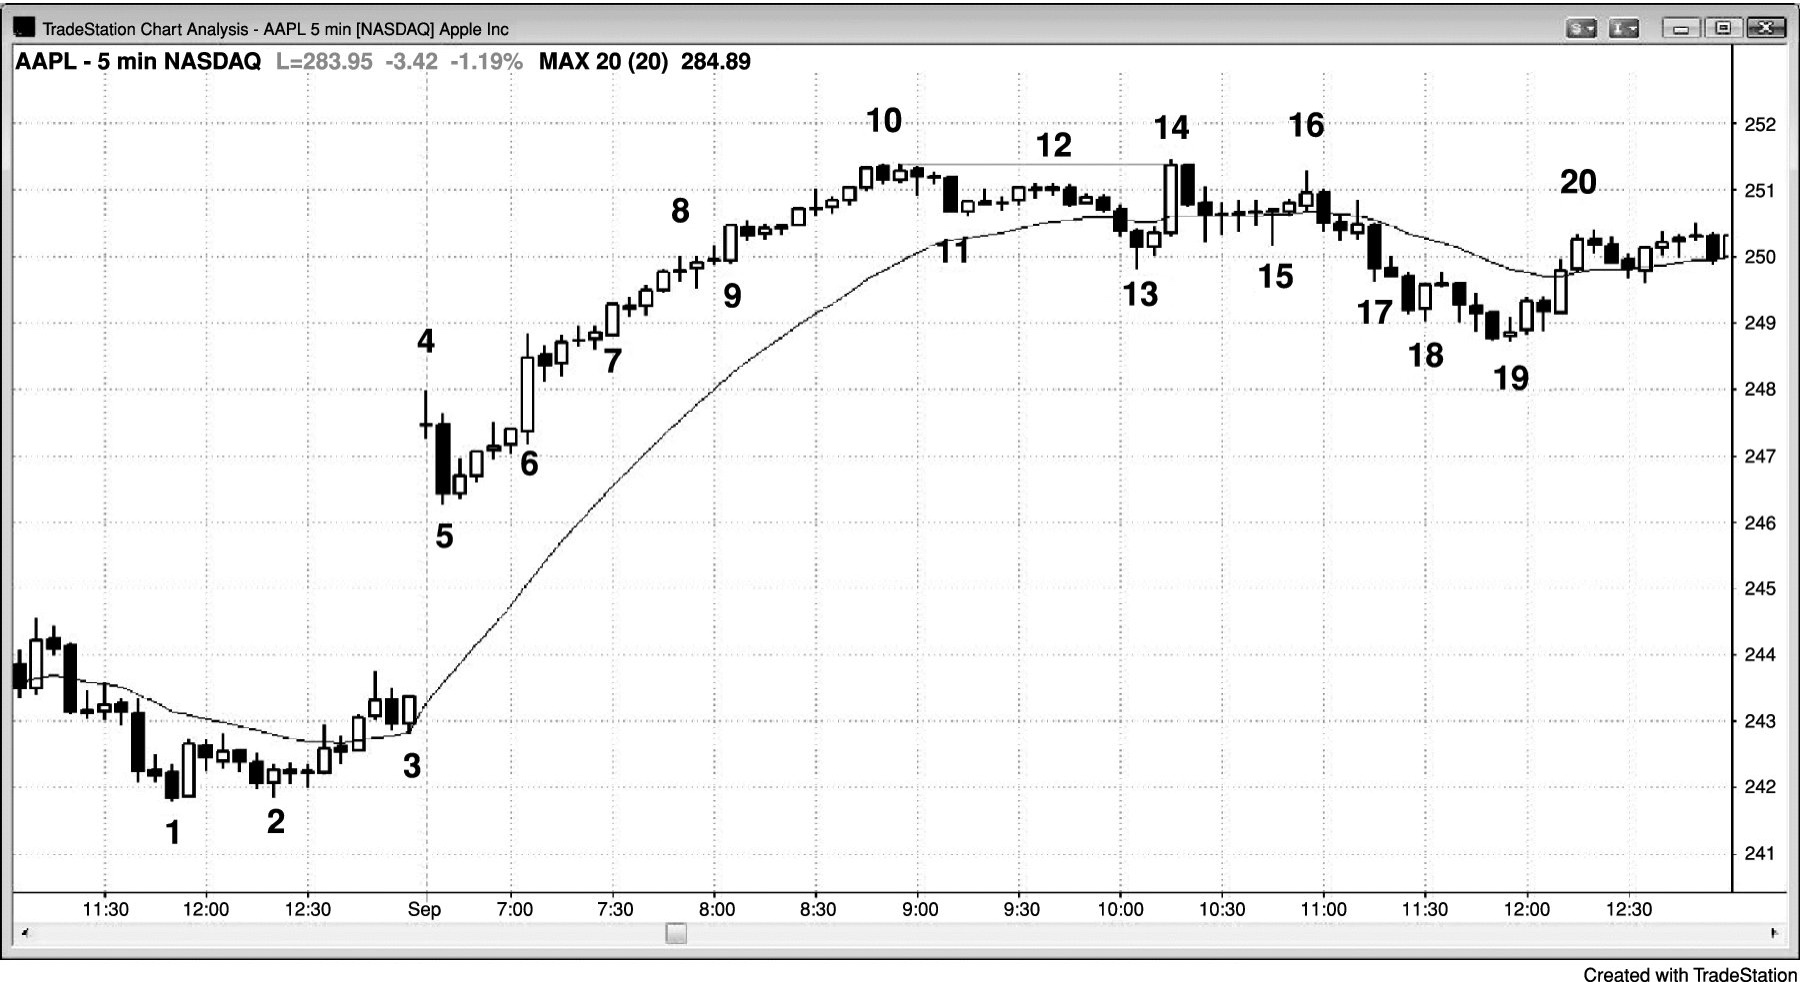 TradeStation Chart Analysis - AAPL 5 min [NASDAQ] Apple Inc
S I
AAPL - 5 min NASDAQ L=283.95 -3.42 -1.19% MAX 20 (20) 284.89
10 12 14 16 252
251
8 20
11 250
9 13 15
4 7 17 249
18
19
248
6 247
5 246
245
244
3 243
1 2 242
241
11:30 12:00 12:30 Sep 7:00 7:30 8:00 8:30 9:00 9:30 10:00 10:30 11:00 11:30 12:00 12:30
Created with TradeStation